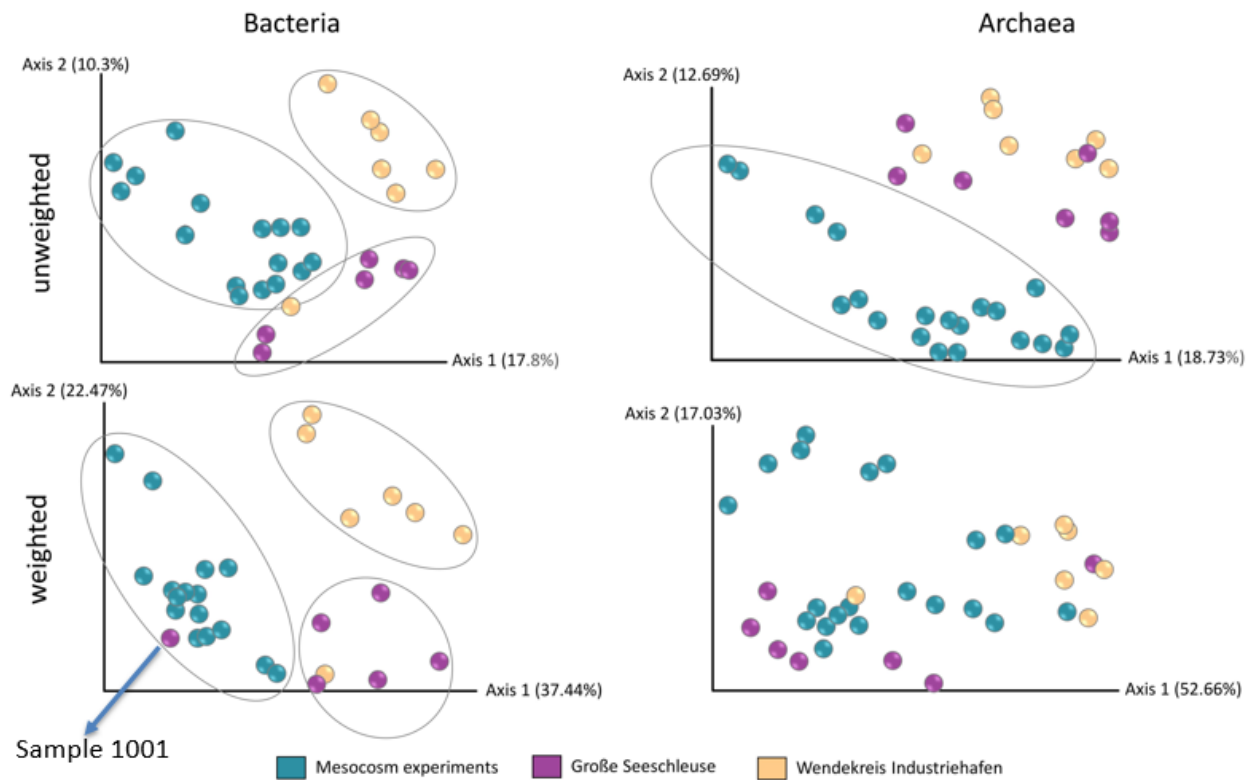 Bacteria
Archaea
Axis 2 (10.3%)
Axis 2 (12.69%)
unweighted
Axis 1 (17.8%)
Axis 1 (18.73%)
Axis 2 (22.47%)
Axis 2 (17.03%)
weighted
Axis 1 (37.44%)
Axis 1 (52.66%)
Sample 1001
Mesocosm experiments
Große Seeschleuse
Wendekreis Industriehafen